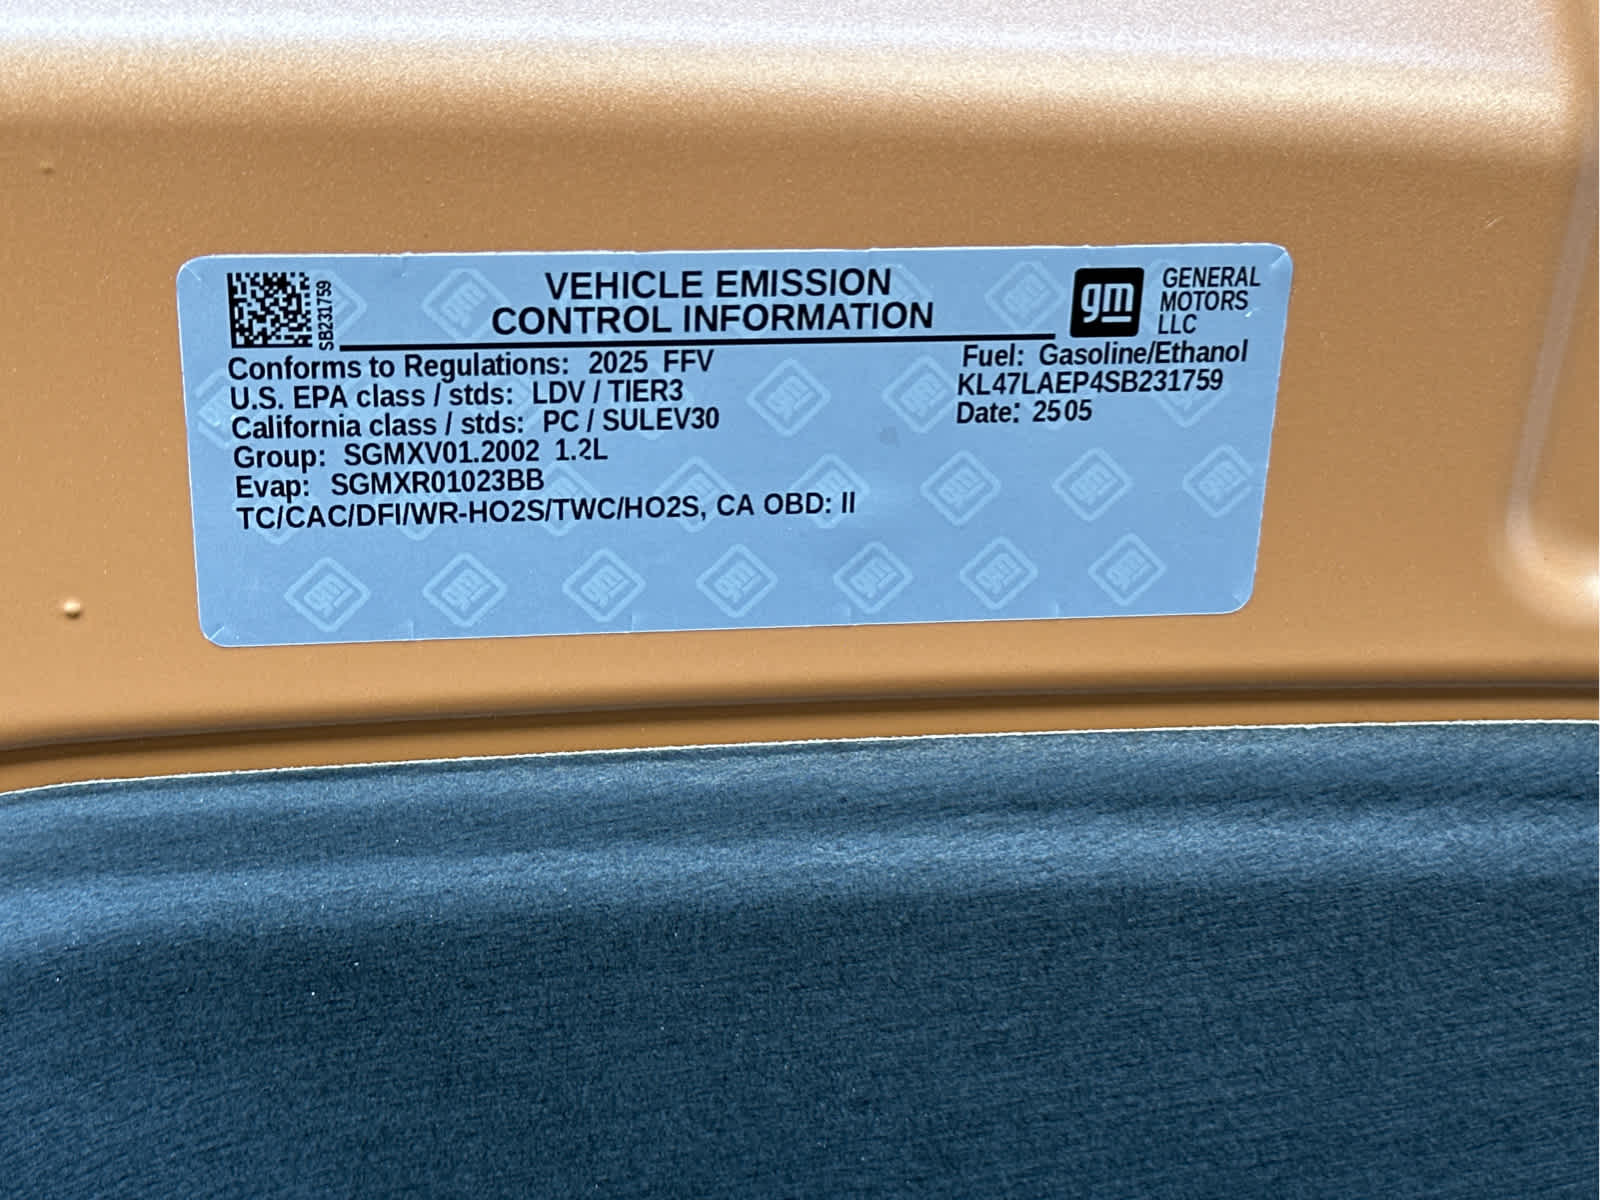 SB231759
VEHICLE EMISSION
CONTROL INFORMATION
gm
GENERAL
MOTORS
LLC
Conforms to Regulations: 2025 FFV
U.S. EPA class / stds: LDV / TIER3
California class / stds: PC / SULEV30
Group: SGMXV01.2002 1.2L
Evap: SGMXR01023BB
TC/CAC/DFI/WR-HO2S/TWC/HO2S, CA OBD: II
Fuel: Gasoline/Ethanol
KL47LAEP4SB231759
Date: 2505